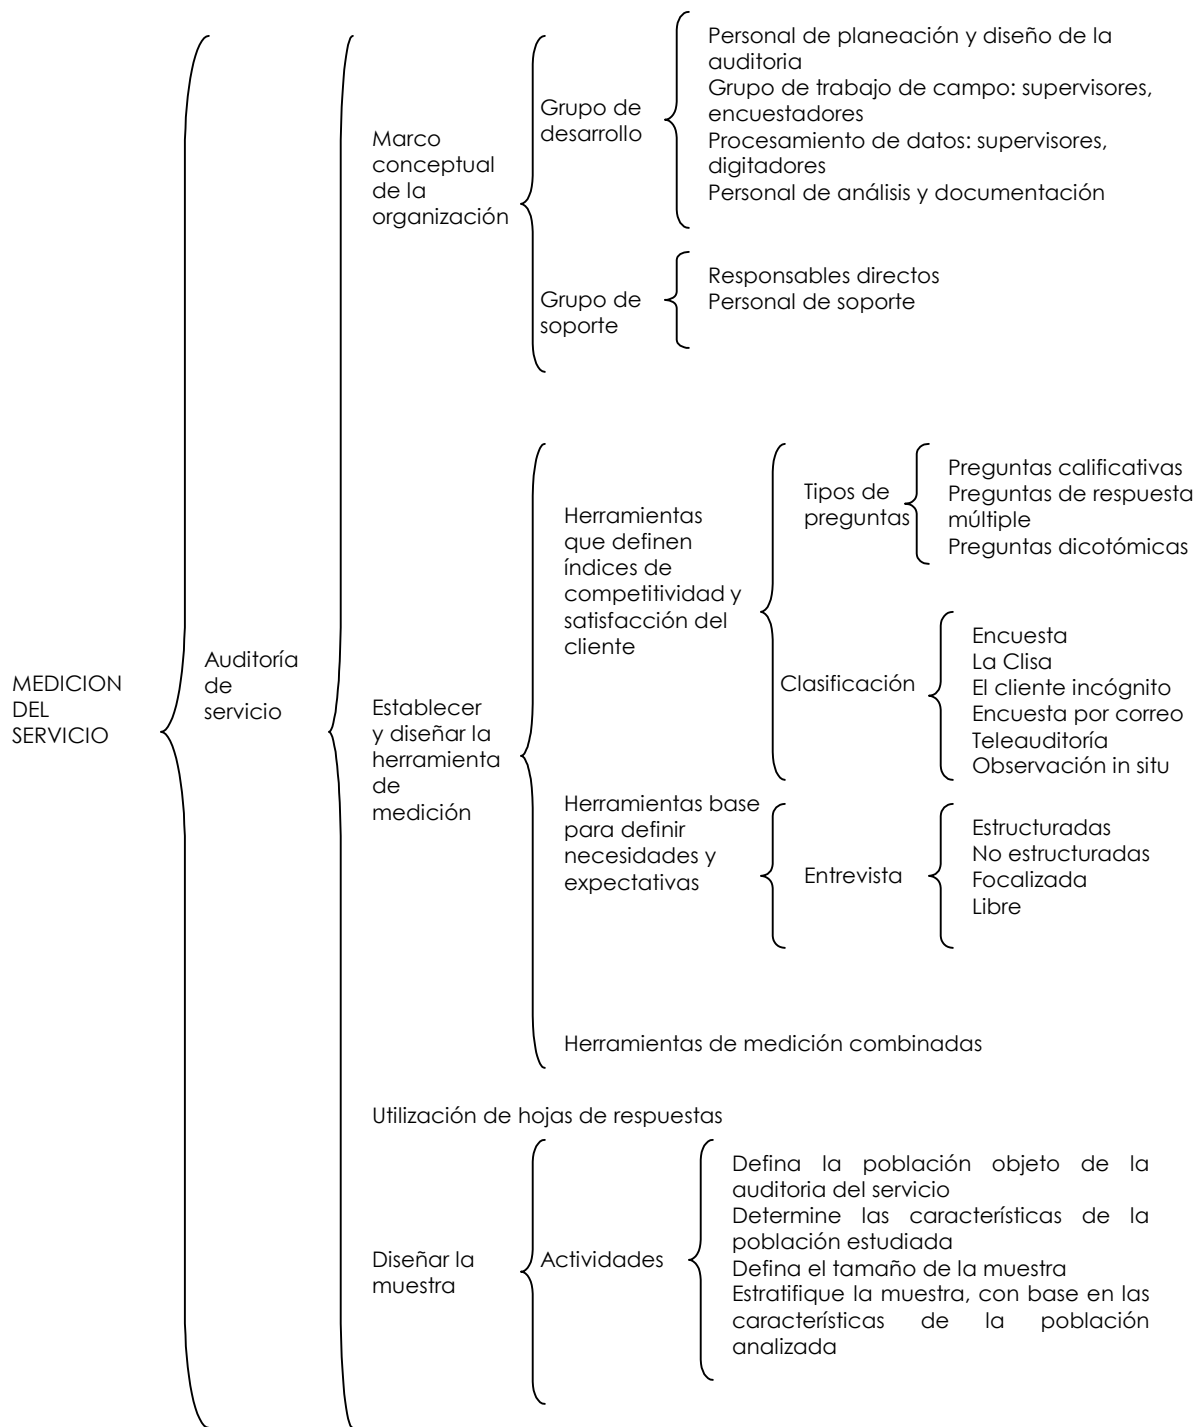 MEDICION
DEL
SERVICIO
Auditoría
de
servicio
Marco
conceptual
de la
organización
Grupo de
desarrollo
Personal de planeación y diseño de la
auditoria
Grupo de trabajo de campo: supervisores,
encuestadores
Procesamiento de datos: supervisores,
digitadores
Personal de análisis y documentación
Grupo de
soporte
Responsables directos
Personal de soporte
Establecer
y diseñar la
herramienta
de
medición
Herramientas
que definen
índices de
competitividad y
satisfacción del
cliente
Tipos de
preguntas
Preguntas calificativas
Preguntas de respuesta
múltiple
Preguntas dicotómicas
Clasificación
Encuesta
La Clisa
El cliente incógnito
Encuesta por correo
Teleauditoría
Observación in situ
Herramientas base
para definir
necesidades y
expectativas
Entrevista
Estructuradas
No estructuradas
Focalizada
Libre
Herramientas de medición combinadas
Utilización de hojas de respuestas
Diseñar la
muestra
Actividades
Defina la población objeto de la
auditoria del servicio
Determine las características de la
población estudiada
Defina el tamaño de la muestra
Estratifique la muestra, con base en las
características de la población
analizada